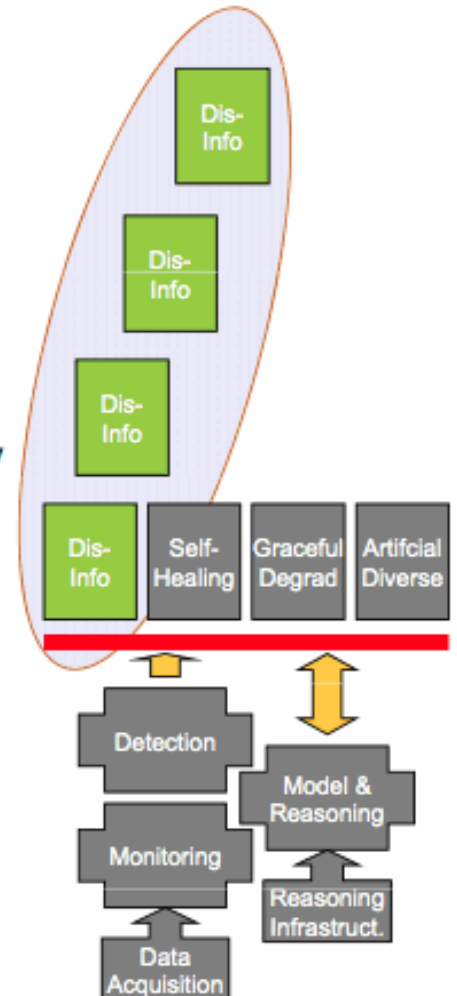 Dis-
Info
Dis-
Info
Dis-
Info
Dis-
Info
Self-
Healing
Graceful
Degrad
Artifcial
Diverse
Detection
Model &
Reasoning
Monitoring
Reasoning
Infrastruct.
Data
Acquisition